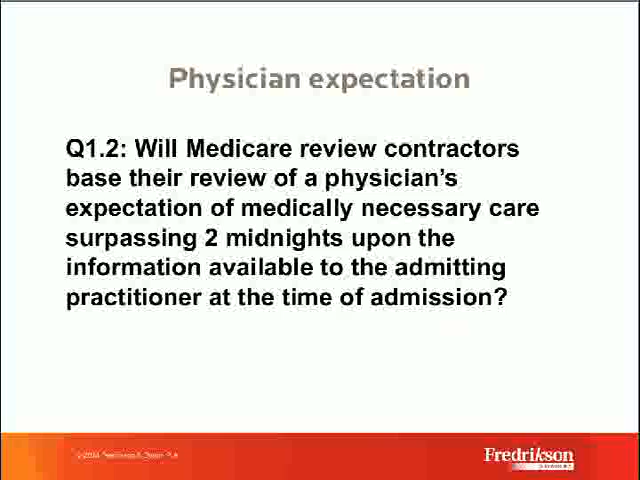 Physician expectation
Q1.2: Will Medicare review contractors
base their review of a physician's
expectation of medically necessary care
surpassing 2 midnights upon the
information available to the admitting
practitioner at the time of admission?
Fredrikson